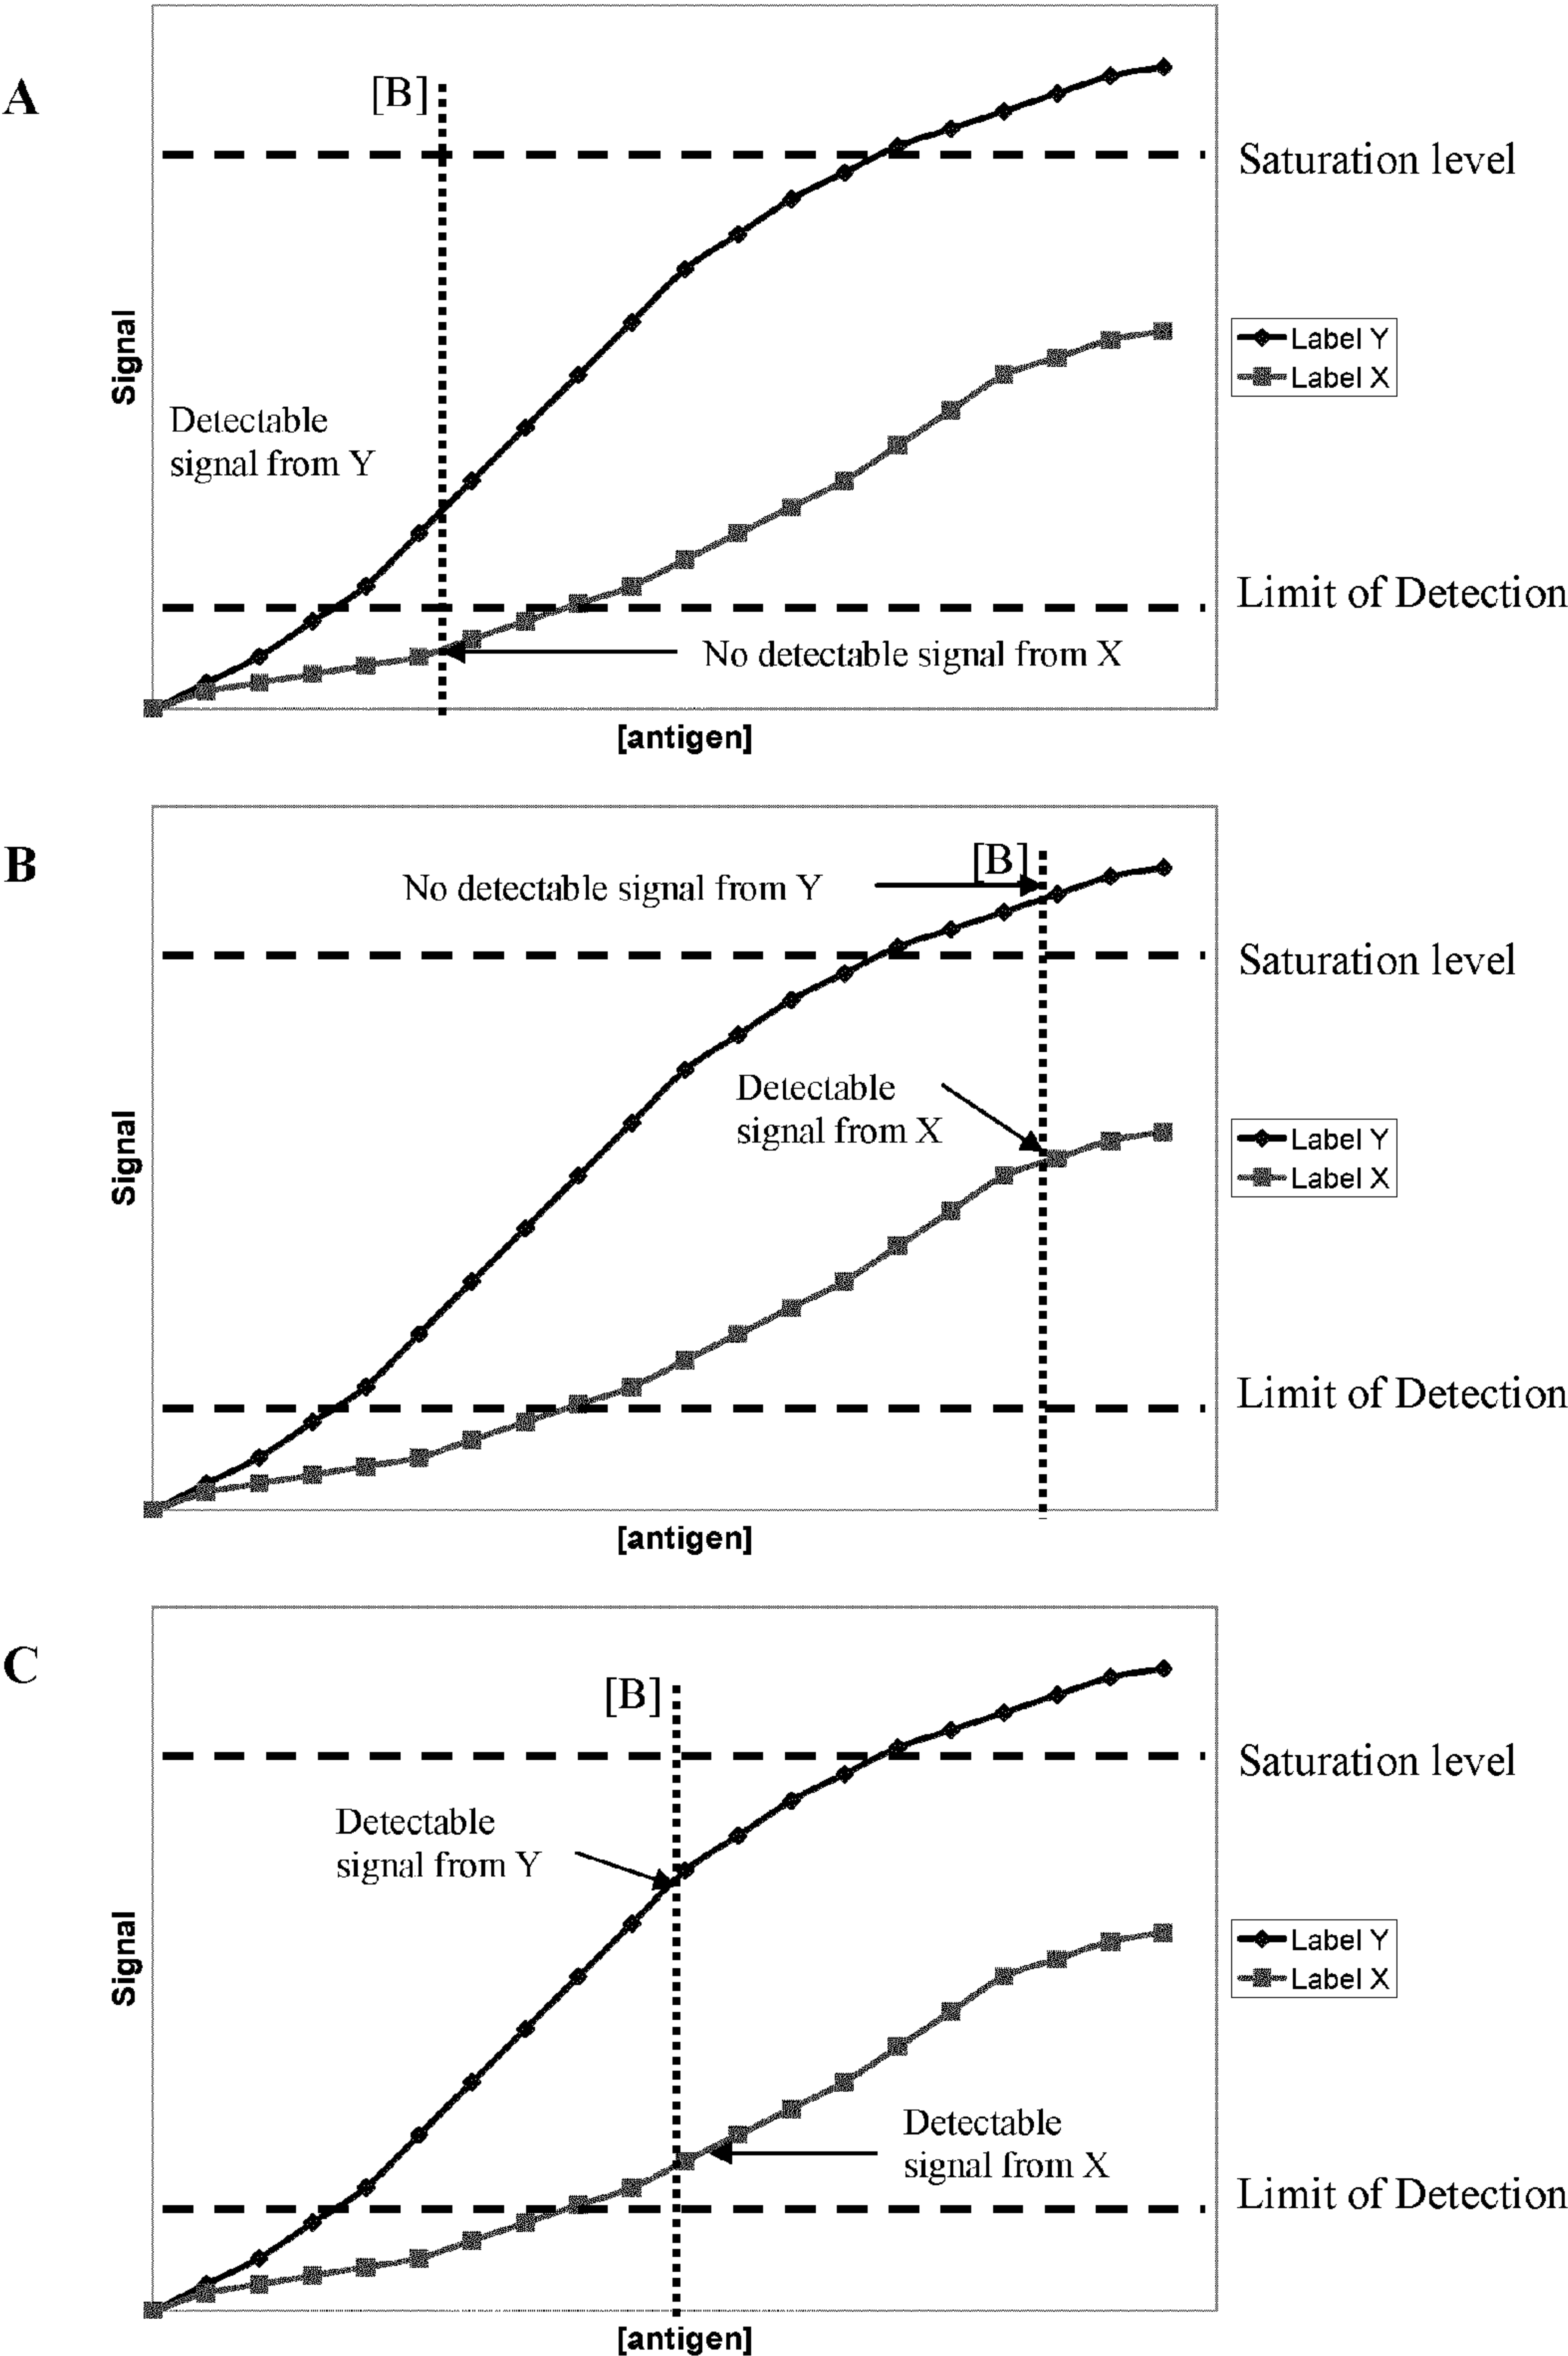 A
[B]
Saturation level
Signal
Label Y
Label X
Detectable
signal from Y
Limit of Detection
No detectable signal from X
[antigen]
B
[B]
No detectable signal from Y
Saturation level
Detectable
signal from X
Signal
Label Y
Label X
Limit of Detection
[antigen]
C
[B]
Saturation level
Detectable
signal from Y
Signal
Label Y
Label X
Detectable
signal from X
Limit of Detection
[antigen]